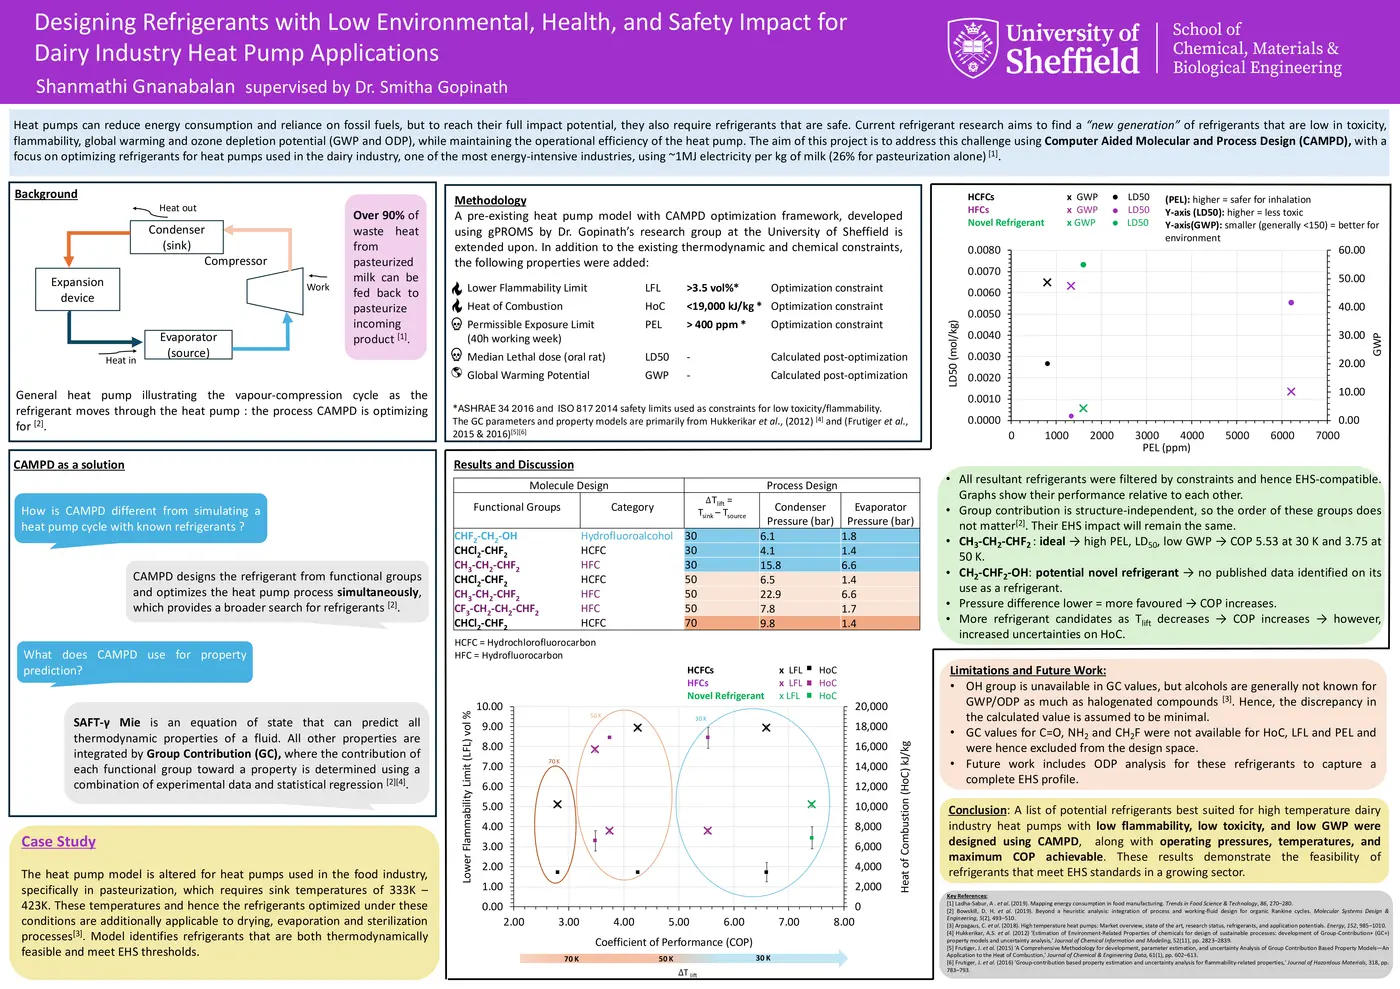 Designing Refrigerants with Low Environmental, Health, and Safety Impact for
Dairy Industry Heat Pump Applications
Shanmathi Gnanabalan supervised by Dr. Smitha Gopinath
University of
Sheffield
School of
Chemical, Materials &
Biological Engineering
Heat pumps can reduce energy consumption and reliance on fossil fuels, but to reach their full impact potential, they also require refrigerants that are safe. Current refrigerant research aims to find a “new generation” of refrigerants that are low in toxicity,
flammability, global warming and ozone depletion potential (GWP and ODP), while maintaining the operational efficiency of the heat pump. The aim of this project is to address this challenge using Computer Aided Molecular and Process Design (CAMPD), with a
focus on optimizing refrigerants for heat pumps used in the dairy industry, one of the most energy-intensive industries, using ~1MJ electricity per kg of milk (26% for pasteurization alone) [1].
Background
Heat out
Condenser
(sink)
Compressor
Expansion
device
Work
Evaporator
(source)
Heat in
Over 90% of
waste heat
from
pasteurized
milk can be
fed back to
pasteurize
incoming
product [1].
General heat pump illustrating the vapour-compression cycle as the
refrigerant moves through the heat pump : the process CAMPD is optimizing
for [2].
Methodology
A pre-existing heat pump model with CAMPD optimization framework, developed
using gPROMS by Dr. Gopinath's research group at the University of Sheffield is
extended upon. In addition to the existing thermodynamic and chemical constraints,
the following properties were added:
Lower Flammability Limit LFL >3.5 vol%* Optimization constraint
Heat of Combustion HoC <19,000 kJ/kg * Optimization constraint
Permissible Exposure Limit PEL > 400 ppm * Optimization constraint
(40h working week)
Median Lethal dose (oral rat) LD50 - Calculated post-optimization
Global Warming Potential GWP - Calculated post-optimization
*ASHRAE 34 2016 and ISO 817 2014 safety limits used as constraints for low toxicity/flammability.
The GC parameters and property models are primarily from Hukkerikar et al., (2012) [4] and (Frutiger et al.,
2015 & 2016)[5][6]
HCFCs x GWP LD50
HFCs x GWP LD50
Novel Refrigerant x GWP LD50
(PEL): higher = safer for inhalation
Y-axis (LD50): higher = less toxic
Y-axis(GWP): smaller (generally <150) = better for
environment
0.0080
0.0070
0.0060
0.0050
0.0040
0.0030
0.0020
0.0010
0.0000
LD50 (mol/kg)
60.00
50.00
40.00
30.00
20.00
10.00
0.00
GWP
0 1000 2000 3000 4000 5000 6000 7000
PEL (ppm)
CAMPD as a solution
How is CAMPD different from simulating a
heat pump cycle with known refrigerants ?
CAMPD designs the refrigerant from functional groups
and optimizes the heat pump process simultaneously,
which provides a broader search for refrigerants [2].
What does CAMPD use for property
prediction?
SAFT-γ Mie is an equation of state that can predict all
thermodynamic properties of a fluid. All other properties are
integrated by Group Contribution (GC), where the contribution of
each functional group toward a property is determined using a
combination of experimental data and statistical regression [2][4].
Case Study
The heat pump model is altered for heat pumps used in the food industry,
specifically in pasteurization, which requires sink temperatures of 333K –
423K. These temperatures and hence the refrigerants optimized under these
conditions are additionally applicable to drying, evaporation and sterilization
processes[3]. Model identifies refrigerants that are both thermodynamically
feasible and meet EHS thresholds.
Results and Discussion
Molecule Design Process Design
Functional Groups Category ΔTlift = Tsink – Tsource Condenser Pressure (bar) Evaporator Pressure (bar)
CHF2-CH2-OH Hydrofluoroalcohol 30 6.1 1.8
CHCl2-CHF2 HCFC 30 4.1 1.4
CH3-CH2-CHF2 HFC 30 15.8 6.6
CHCl2-CHF2 HCFC 50 6.5 1.4
CH3-CH2-CHF2 HFC 50 22.9 6.6
CF3-CH2-CH2-CHF2 HFC 50 7.8 1.7
CHCl2-CHF2 HCFC 70 9.8 1.4
HCFC = Hydrochlorofluorocarbon
HFC = Hydrofluorocarbon
HCFCs x LFL HoC
HFCs x LFL HoC
Novel Refrigerant x LFL HoC
10.00
9.00
8.00
7.00
6.00
5.00
4.00
3.00
2.00
1.00
0.00
Lower Flammability Limit (LFL) vol %
70 K
50 K
30 K
20,000
18,000
16,000
14,000
12,000
10,000
8,000
6,000
4,000
2,000
0
Heat of Combustion (HoC) kJ/kg
2.00 3.00 4.00 5.00 6.00 7.00 8.00
Coefficient of Performance (COP)
70 K 50 K 30 K
ΔTlift
• All resultant refrigerants were filtered by constraints and hence EHS-compatible.
Graphs show their performance relative to each other.
• Group contribution is structure-independent, so the order of these groups does
not matter[2]. Their EHS impact will remain the same.
• CH3-CH2-CHF2 : ideal → high PEL, LD50, low GWP → COP 5.53 at 30 K and 3.75 at
50 K.
• CH2-CHF2-OH: potential novel refrigerant → no published data identified on its
use as a refrigerant.
• Pressure difference lower = more favoured → COP increases.
• More refrigerant candidates as Tlift decreases → COP increases → however,
increased uncertainties on HoC.
Limitations and Future Work:
• OH group is unavailable in GC values, but alcohols are generally not known for
GWP/ODP as much as halogenated compounds [3]. Hence, the discrepancy in
the calculated value is assumed to be minimal.
• GC values for C=O, NH2 and CH2F were not available for HoC, LFL and PEL and
were hence excluded from the design space.
• Future work includes ODP analysis for these refrigerants to capture a
complete EHS profile.
Conclusion: A list of potential refrigerants best suited for high temperature dairy
industry heat pumps with low flammability, low toxicity, and low GWP were
designed using CAMPD, along with operating pressures, temperatures, and
maximum COP achievable. These results demonstrate the feasibility of
refrigerants that meet EHS standards in a growing sector.
Key References:
[1] Ladha-Sabur, A . et al. (2019). Mapping energy consumption in food manufacturing. Trends in Food Science & Technology, 86, 270–280.
[2] Bowskill, D. H. et al. (2019). Beyond a heuristic analysis: integration of process and working-fluid design for organic Rankine cycles. Molecular Systems Design &
Engineering, 5(2), 493–510.
[3] Arpagaus, C. et al. (2018). High temperature heat pumps: Market overview, state of the art, research status, refrigerants, and application potentials. Energy, 152, 985–1010.
[4] Hukkerikar, A.S. et al. (2012) 'Estimation of Environment-Related Properties of chemicals for design of sustainable processes: development of Group-Contribution+ (GC+)
property models and uncertainty analysis,' Journal of Chemical Information and Modeling, 52(11), pp. 2823–2839.
[5] Frutiger, J. et al. (2015) 'A Comprehensive Methodology for development, parameter estimation, and uncertainty Analysis of Group Contribution Based Property Models—An
Application to the Heat of Combustion,' Journal of Chemical & Engineering Data, 61(1), pp. 602–613.
[6] Frutiger, J. et al. (2016) 'Group-contribution based property estimation and uncertainty analysis for flammability-related properties,' Journal of Hazardous Materials, 318, pp.
783–793.